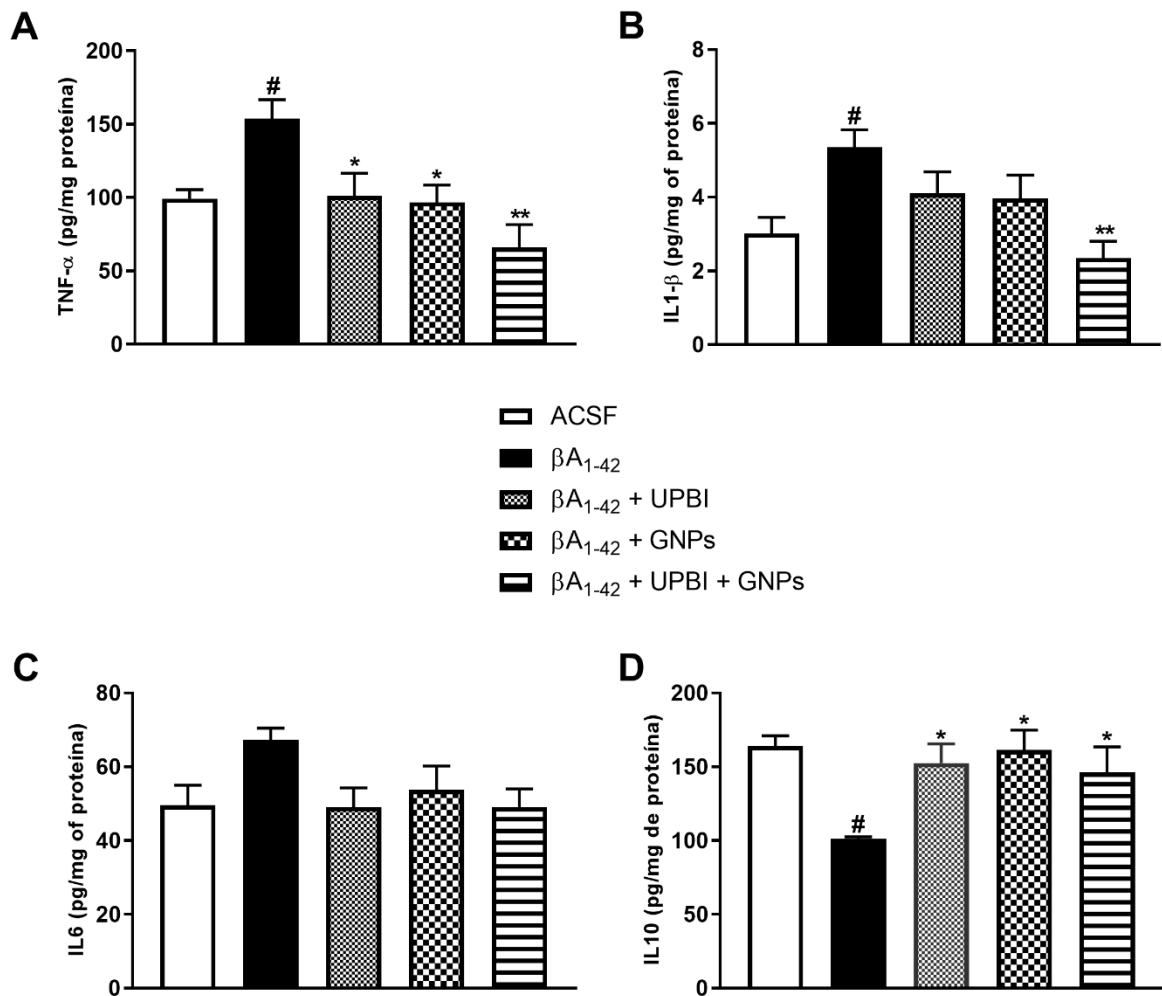 A
TNF-α (pg/mg proteína)
200
150
100
50
0
#
*
*
**
B
IL1-β (pg/mg of proteína)
8
6
4
2
0
#
**
ACSF
βA1-42
βA1-42 + UPBI
βA1-42 + GNPs
βA1-42 + UPBI + GNPs
C
IL6 (pg/mg of proteína)
80
60
40
20
0
D
IL10 (pg/mg de proteína)
200
150
100
50
0
#
*
*
*